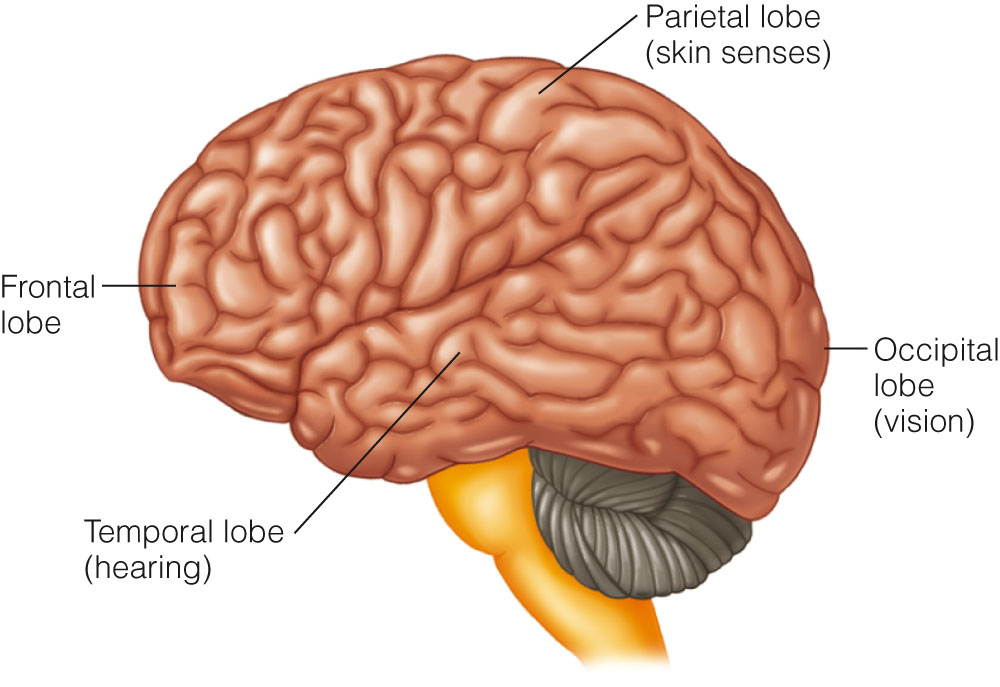 Parietal lobe
(skin senses)
Frontal
lobe
Occipital
lobe
(vision)
Temporal lobe
(hearing)